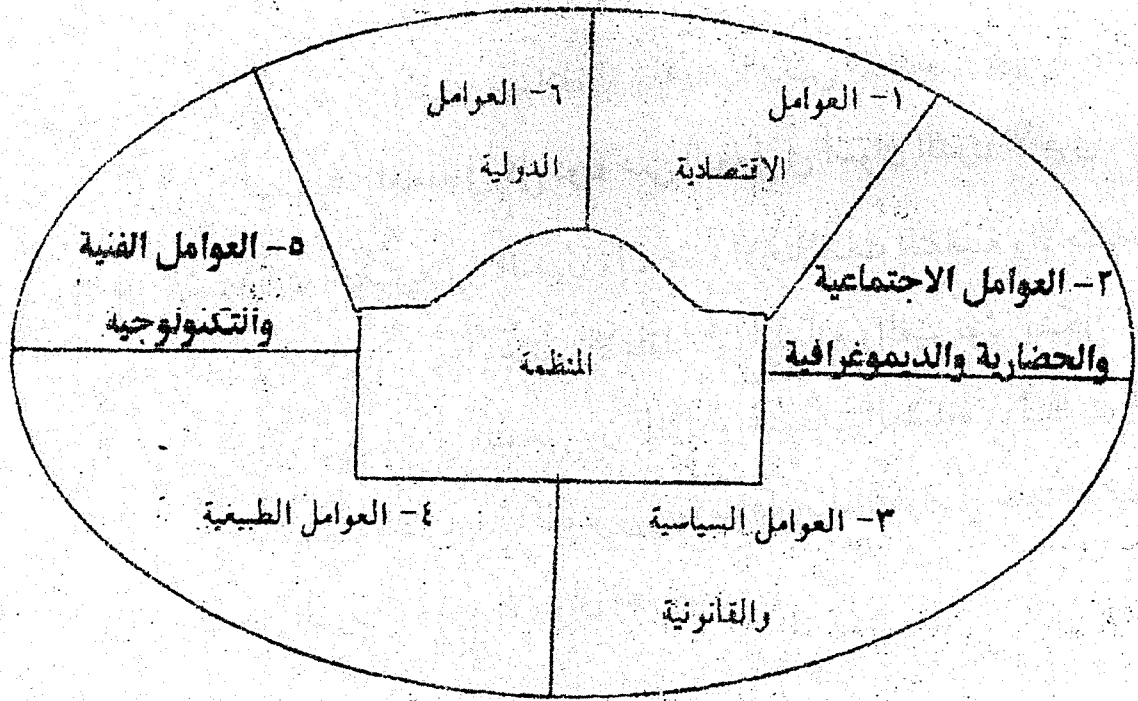 ١- العوامل
الاقتصادية
٢- العوامل الاجتماعية
والحضارية والديموغرافية
٣- العوامل السياسية
والقانونية
٤- العوامل الطبيعية
٥- العوامل الفنية
والتكنولوجية
٦- العوامل
الدولية
المنظمة